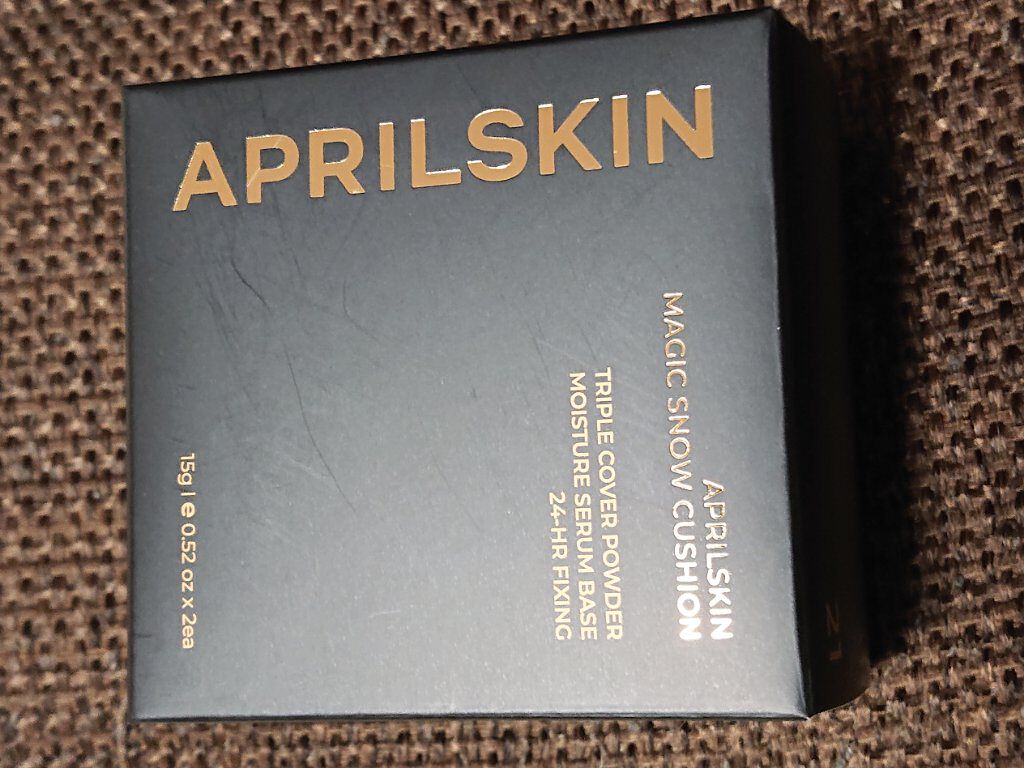 APRILSKIN
APRILSKIN
MAGIC SNOW CUSHION
TRIPLE COVER POWDER
MOISTURE SERUM BASE
24-HR FIXING
15g l e 0.52 oz x 2ea
21